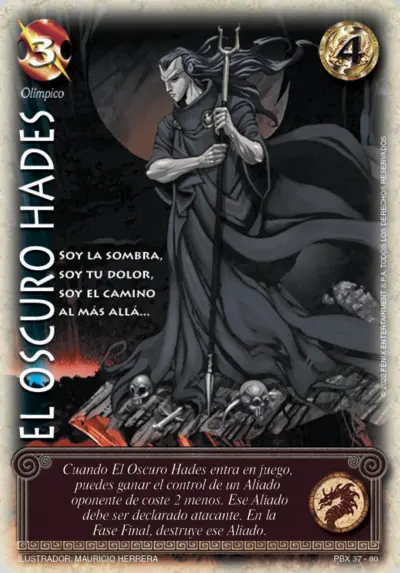 3
4
Olímpico
EL OSCURO HADES
SOY LA SOMBRA,
SOY TU DOLOR,
SOY EL CAMINO
AL MÁS ALLÁ...
© 2022 FÉNIX ENTERTAINMENT S.P.A. TODOS LOS DERECHOS RESERVADOS
Cuando El Oscuro Hades entra en juego,
puedes ganar el control de un Aliado
oponente de coste 2 menos. Ese Aliado
debe ser declarado atacante. En la
Fase Final, destruye ese Aliado.
ILUSTRADOR: MAURICIO HERRERA
PBX 37 - 80